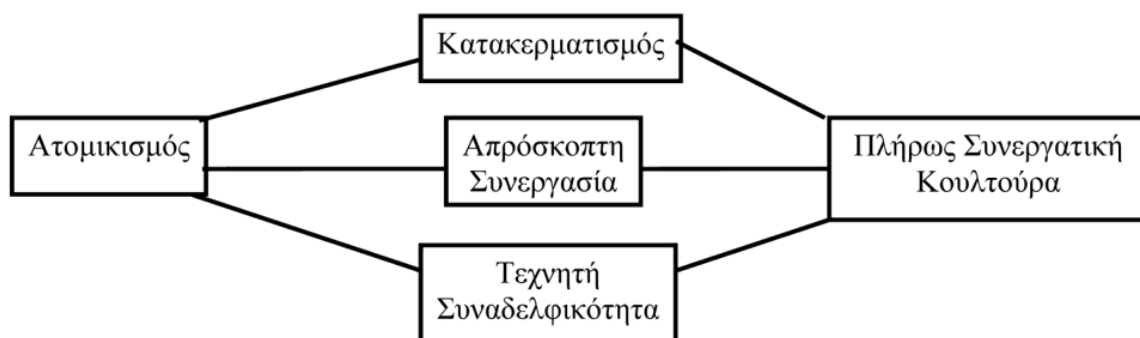 Κατακερματισμός
Ατομικισμός
Απρόσκοπτη
Συνεργασία
Πλήρως Συνεργατική
Κουλτούρα
Τεχνητή
Συναδελφικότητα